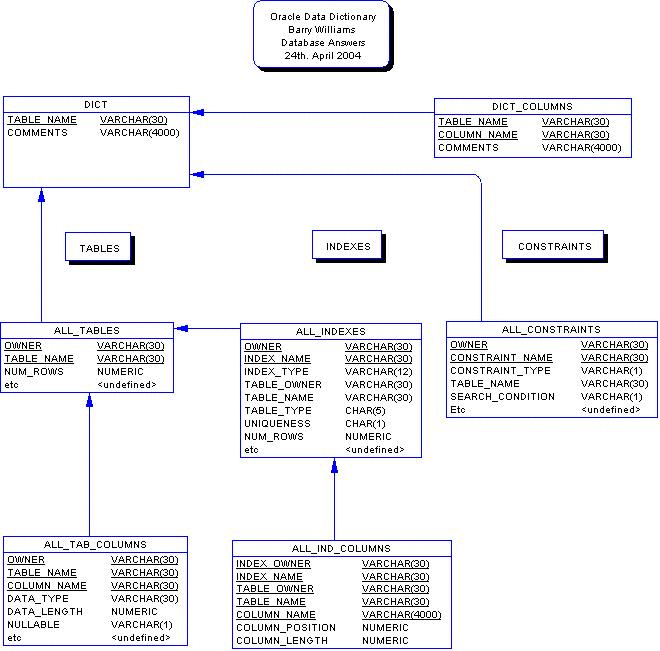 Oracle Data Dictionary
Barry Williams
Database Answers
24th. April 2004
DICT
TABLE_NAME VARCHAR(30)
COMMENTS VARCHAR(4000)
DICT_COLUMNS
TABLE_NAME VARCHAR(30)
COLUMN_NAME VARCHAR(30)
COMMENTS VARCHAR(4000)
TABLES
INDEXES
CONSTRAINTS
ALL_TABLES
OWNER VARCHAR(30)
TABLE_NAME VARCHAR(30)
NUM_ROWS NUMERIC
etc <undefined>
ALL_INDEXES
OWNER VARCHAR(30)
INDEX_NAME VARCHAR(30)
INDEX_TYPE VARCHAR(12)
TABLE_OWNER VARCHAR(30)
TABLE_NAME VARCHAR(30)
TABLE_TYPE CHAR(5)
UNIQUENESS CHAR(1)
NUM_ROWS NUMERIC
etc <undefined>
ALL_CONSTRAINTS
OWNER VARCHAR(30)
CONSTRAINT_NAME VARCHAR(30)
CONSTRAINT_TYPE VARCHAR(1)
TABLE_NAME VARCHAR(30)
SEARCH_CONDITION VARCHAR(1)
Etc <undefined>
ALL_TAB_COLUMNS
OWNER VARCHAR(30)
TABLE_NAME VARCHAR(30)
COLUMN_NAME VARCHAR(30)
DATA_TYPE VARCHAR(30)
DATA_LENGTH NUMERIC
NULLABLE VARCHAR(1)
etc <undefined>
ALL_IND_COLUMNS
INDEX_OWNER VARCHAR(30)
INDEX_NAME VARCHAR(30)
TABLE_OWNER VARCHAR(30)
TABLE_NAME VARCHAR(30)
COLUMN_NAME VARCHAR(4000)
COLUMN_POSITION NUMERIC
COLUMN_LENGTH NUMERIC